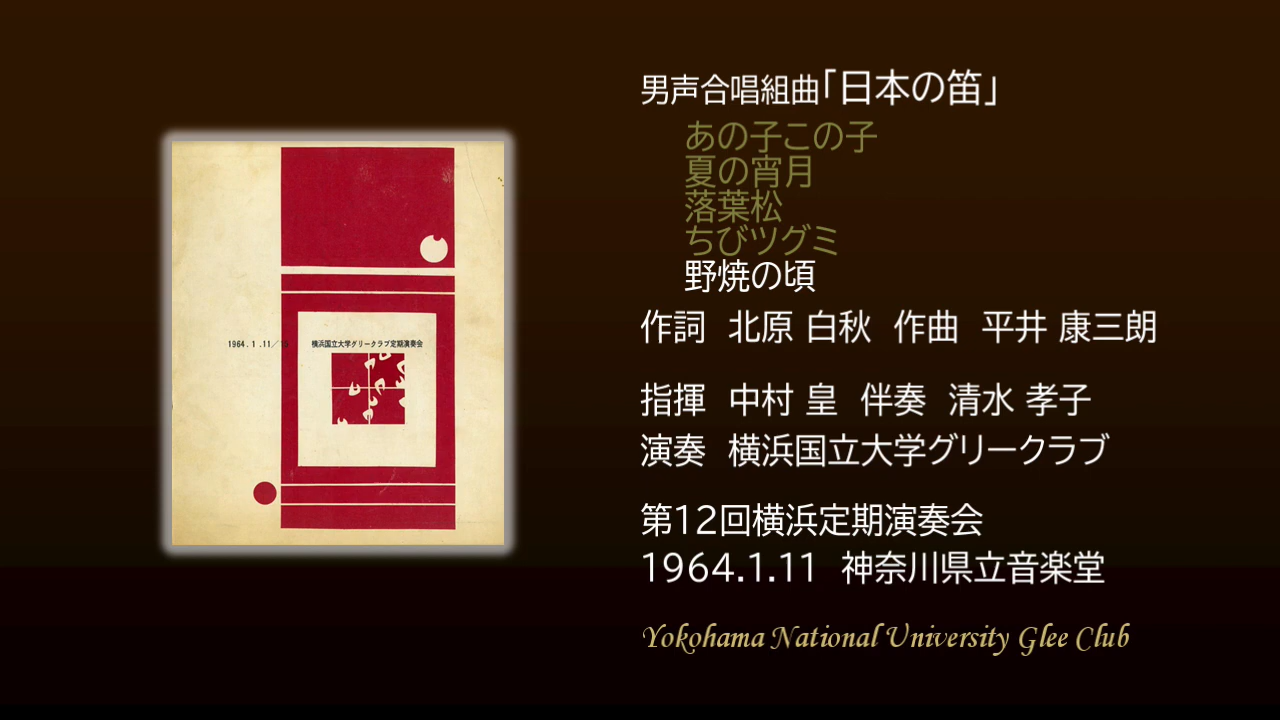 男声合唱組曲「日本の笛」
あの子この子
夏の宵月
落葉松
ちびツグミ
野焼の頃
作詞 北原 白秋 作曲 平井 康三朗
指揮 中村 皇 伴奏 清水 孝子
演奏 横浜国立大学グリークラブ
第12回横浜定期演奏会
1964.1.11 神奈川県立音楽堂
Yokohama National University Glee Club
1964.1.11/ 横浜国立大学グリークラブ定期演奏会